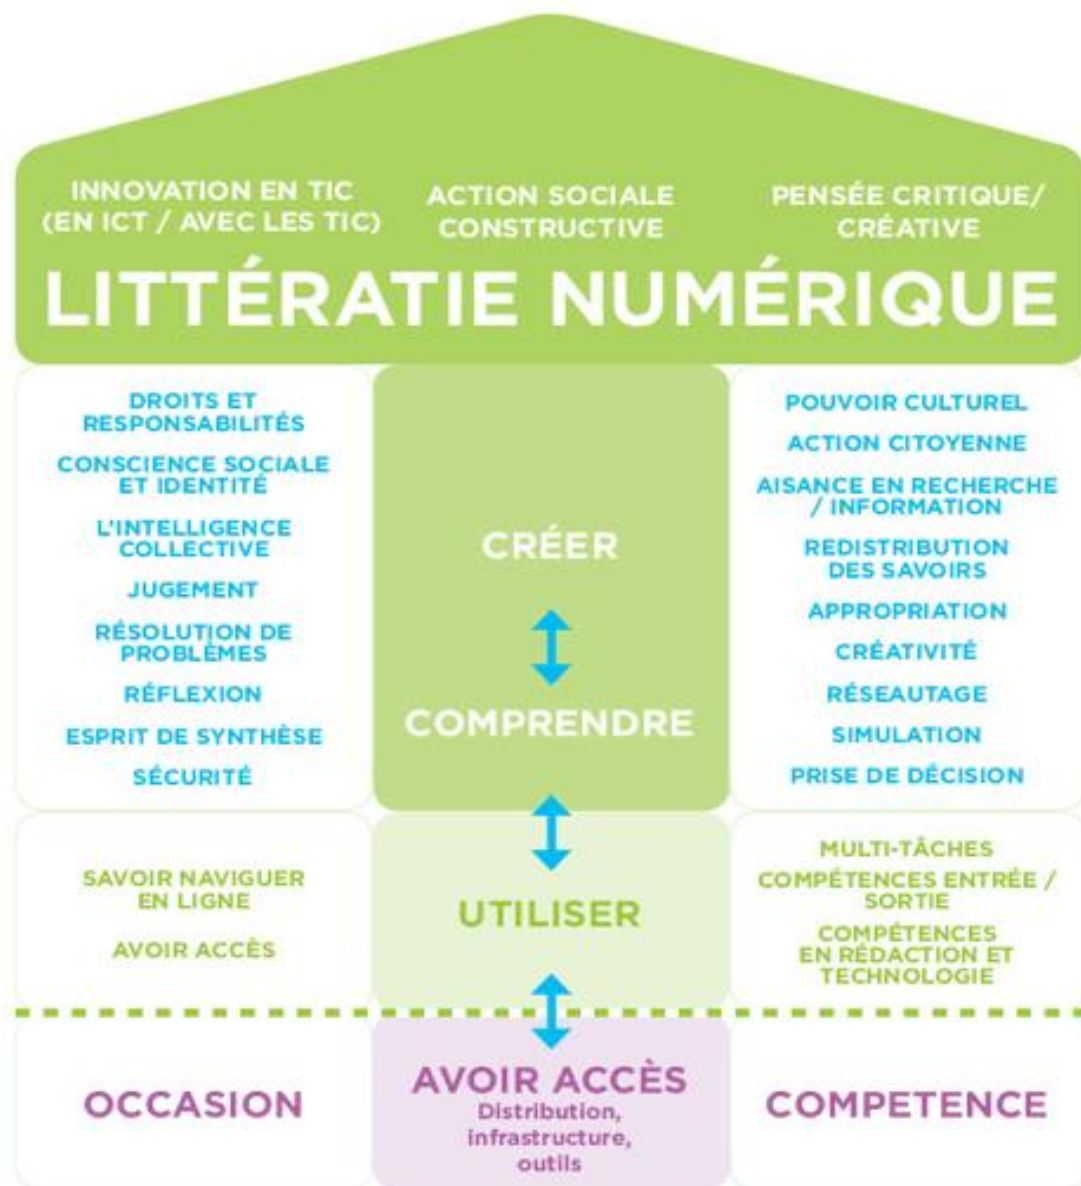 INNOVATION EN TIC
(EN ICT / AVEC LES TIC)
ACTION SOCIALE
CONSTRUCTIVE
PENSÉE CRITIQUE/
CRÉATIVE
LITTÉRATIE NUMÉRIQUE
DROITS ET
RESPONSABILITÉS
CONSCIENCE SOCIALE
ET IDENTITÉ
L'INTELLIGENCE
COLLECTIVE
JUGEMENT
RÉSOLUTION DE
PROBLÈMES
RÉFLEXION
ESPRIT DE SYNTHÈSE
SÉCURITÉ
CRÉER
COMPRENDRE
POUVOIR CULTUREL
ACTION CITOYENNE
AISANCE EN RECHERCHE
/ INFORMATION
REDISTRIBUTION
DES SAVOIRS
APPROPRIATION
CRÉATIVITÉ
RÉSEAUTAGE
SIMULATION
PRISE DE DÉCISION
SAVOIR NAVIGUER
EN LIGNE
AVOIR ACCÈS
UTILISER
MULTI-TÂCHES
COMPÉTENCES ENTRÉE /
SORTIE
COMPÉTENCES
EN RÉDACTION ET
TECHNOLOGIE
OCCASION
AVOIR ACCÈS
Distribution,
infrastructure,
outils
COMPETENCE